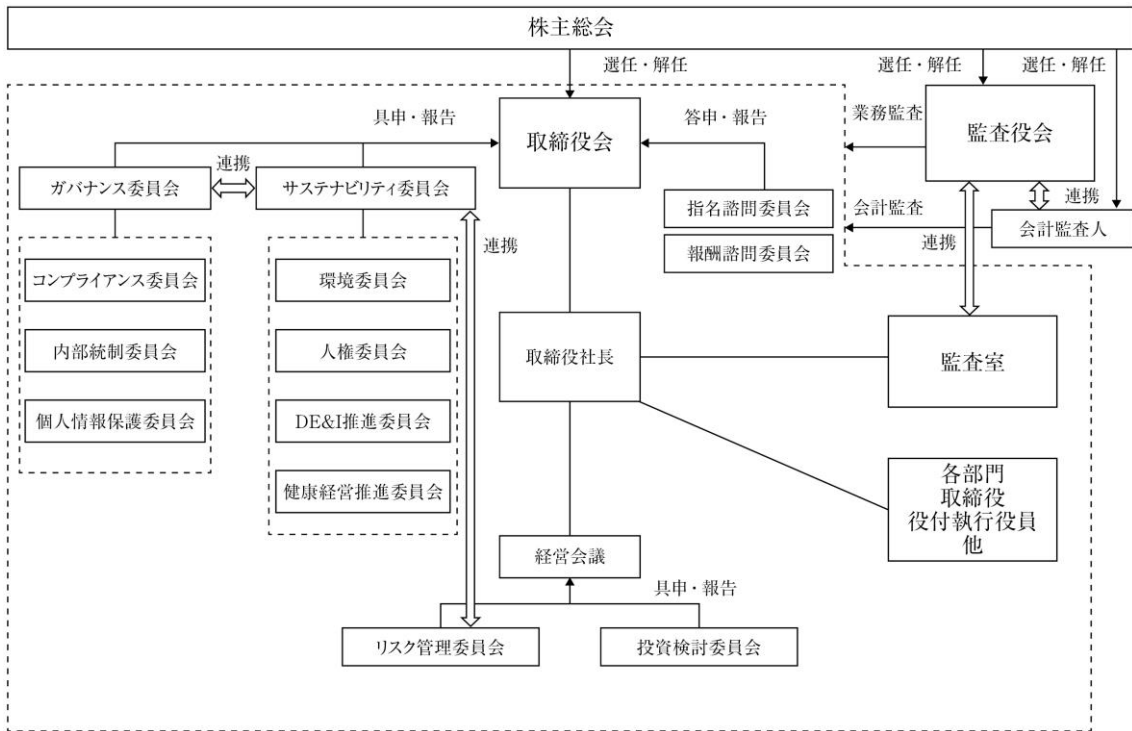 株主総会
選任・解任
選任・解任
選任・解任
具申・報告
取締役会
答申・報告
業務監査
監査役会
連携
ガバナンス委員会
サステナビリティ委員会
指名諮問委員会
会計監査
連携
会計監査人
連携
連携
報酬諮問委員会
コンプライアンス委員会
環境委員会
内部統制委員会
人権委員会
取締役社長
監査室
個人情報保護委員会
DE&I推進委員会
健康経営推進委員会
各部門
取締役
役付執行役員
他
経営会議
具申・報告
リスク管理委員会
投資検討委員会